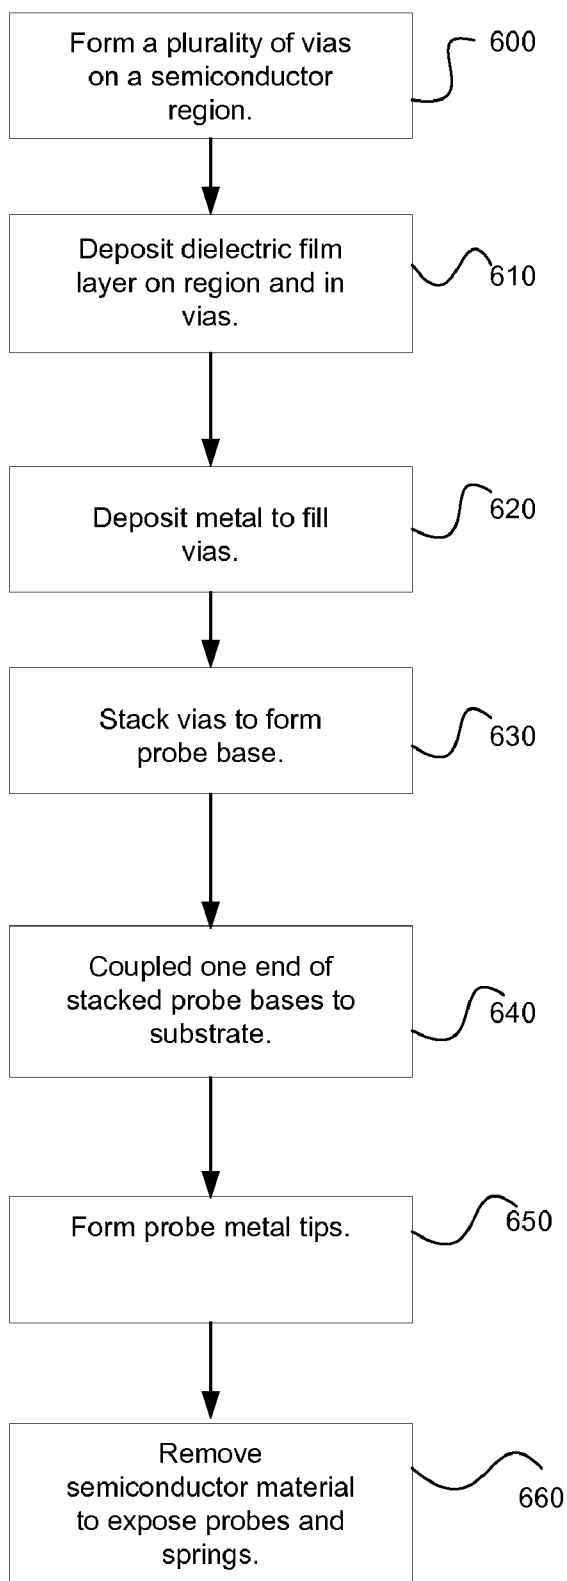 Form a plurality of vias
on a semiconductor
region.
600
Deposit dielectric film
layer on region and in
vias.
610
Deposit metal to fill
vias.
620
Stack vias to form
probe base.
630
Coupled one end of
stacked probe bases to
substrate.
640
Form probe metal tips.
650
Remove
semiconductor material
to expose probes and
springs.
660